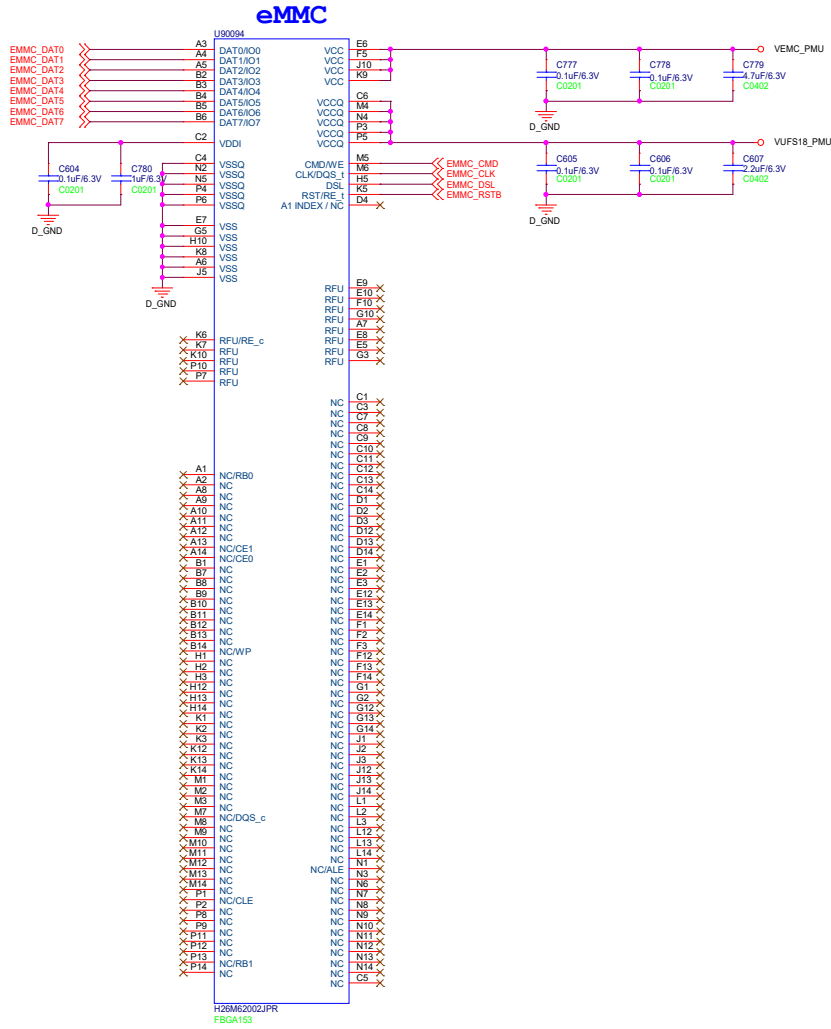 eMMC
U90094
EMMC_DAT0 A3 DAT0/IO0
EMMC_DAT1 A4 DAT1/IO1
EMMC_DAT2 A5 DAT2/IO2
EMMC_DAT3 B2 DAT3/IO3
EMMC_DAT4 B3 DAT4/IO4
EMMC_DAT5 B4 DAT5/IO5
EMMC_DAT6 B5 DAT6/IO6
EMMC_DAT7 B6 DAT7/IO7
C2 VDDI
C4 VSSQ
N2 VSSQ
N5 VSSQ
P4 VSSQ
P6 VSSQ
E7 VSS
G5 VSS
H10 VSS
K8 VSS
A6 VSS
J5 VSS
C604
0.1uF/6.3V
C0201
C780
1uF/6.3V
C0201
D_GND
D_GND
K6 RFU/RE_c
K7 RFU
K10 RFU
P10 RFU
P7 RFU
A1 NC/RB0
A2 NC
A8 NC
A9 NC
A10 NC
A11 NC
A12 NC
A13 NC/CE1
A14 NC/CE0
B1 NC
B7 NC
B8 NC
B9 NC
B10 NC
B11 NC
B12 NC
B13 NC
B14 NC/WP
H1 NC
H2 NC
H3 NC
H12 NC
H13 NC
H14 NC
K1 NC
K2 NC
K3 NC
K12 NC
K13 NC
K14 NC
M1 NC
M2 NC
M3 NC
M7 NC/DQS_c
M8 NC
M9 NC
M10 NC
M11 NC
M12 NC
M13 NC
M14 NC
P1 NC/CLE
P2 NC
P8 NC
P9 NC
P11 NC
P12 NC
P13 NC/RB1
P14 NC
VCC E6
VCC F5
VCC J10
VCC K9
VCCQ C6
VCCQ M4
VCCQ N4
VCCQ P3
VCCQ P5
CMD/WE M5 EMMC_CMD
CLK/DQS_t M6 EMMC_CLK
DSL H5 EMMC_DSL
RST/RE_t K5 EMMC_RSTB
A1 INDEX / NC D4
RFU E9
RFU E10
RFU F10
RFU G10
RFU A7
RFU E8
RFU E5
RFU G3
NC C1
NC C3
NC C7
NC C8
NC C9
NC C10
NC C11
NC C12
NC C13
NC C14
NC D1
NC D2
NC D3
NC D12
NC D13
NC D14
NC E1
NC E2
NC E3
NC E12
NC E13
NC E14
NC F1
NC F2
NC F3
NC F12
NC F13
NC F14
NC G1
NC G2
NC G12
NC G13
NC G14
NC J1
NC J2
NC J3
NC J12
NC J13
NC J14
NC L1
NC L2
NC L3
NC L12
NC L13
NC L14
NC/ALE N1
NC N3
NC N6
NC N7
NC N8
NC N9
NC N10
NC N11
NC N12
NC N13
NC N14
NC C5
VEMC_PMU
C777
0.1uF/6.3V
C0201
C778
0.1uF/6.3V
C0201
C779
4.7uF/6.3V
C0402
D_GND
VUFS18_PMU
C605
0.1uF/6.3V
C0201
C606
0.1uF/6.3V
C0201
C607
2.2uF/6.3V
C0402
D_GND
H26M62002JPR
FBGA153